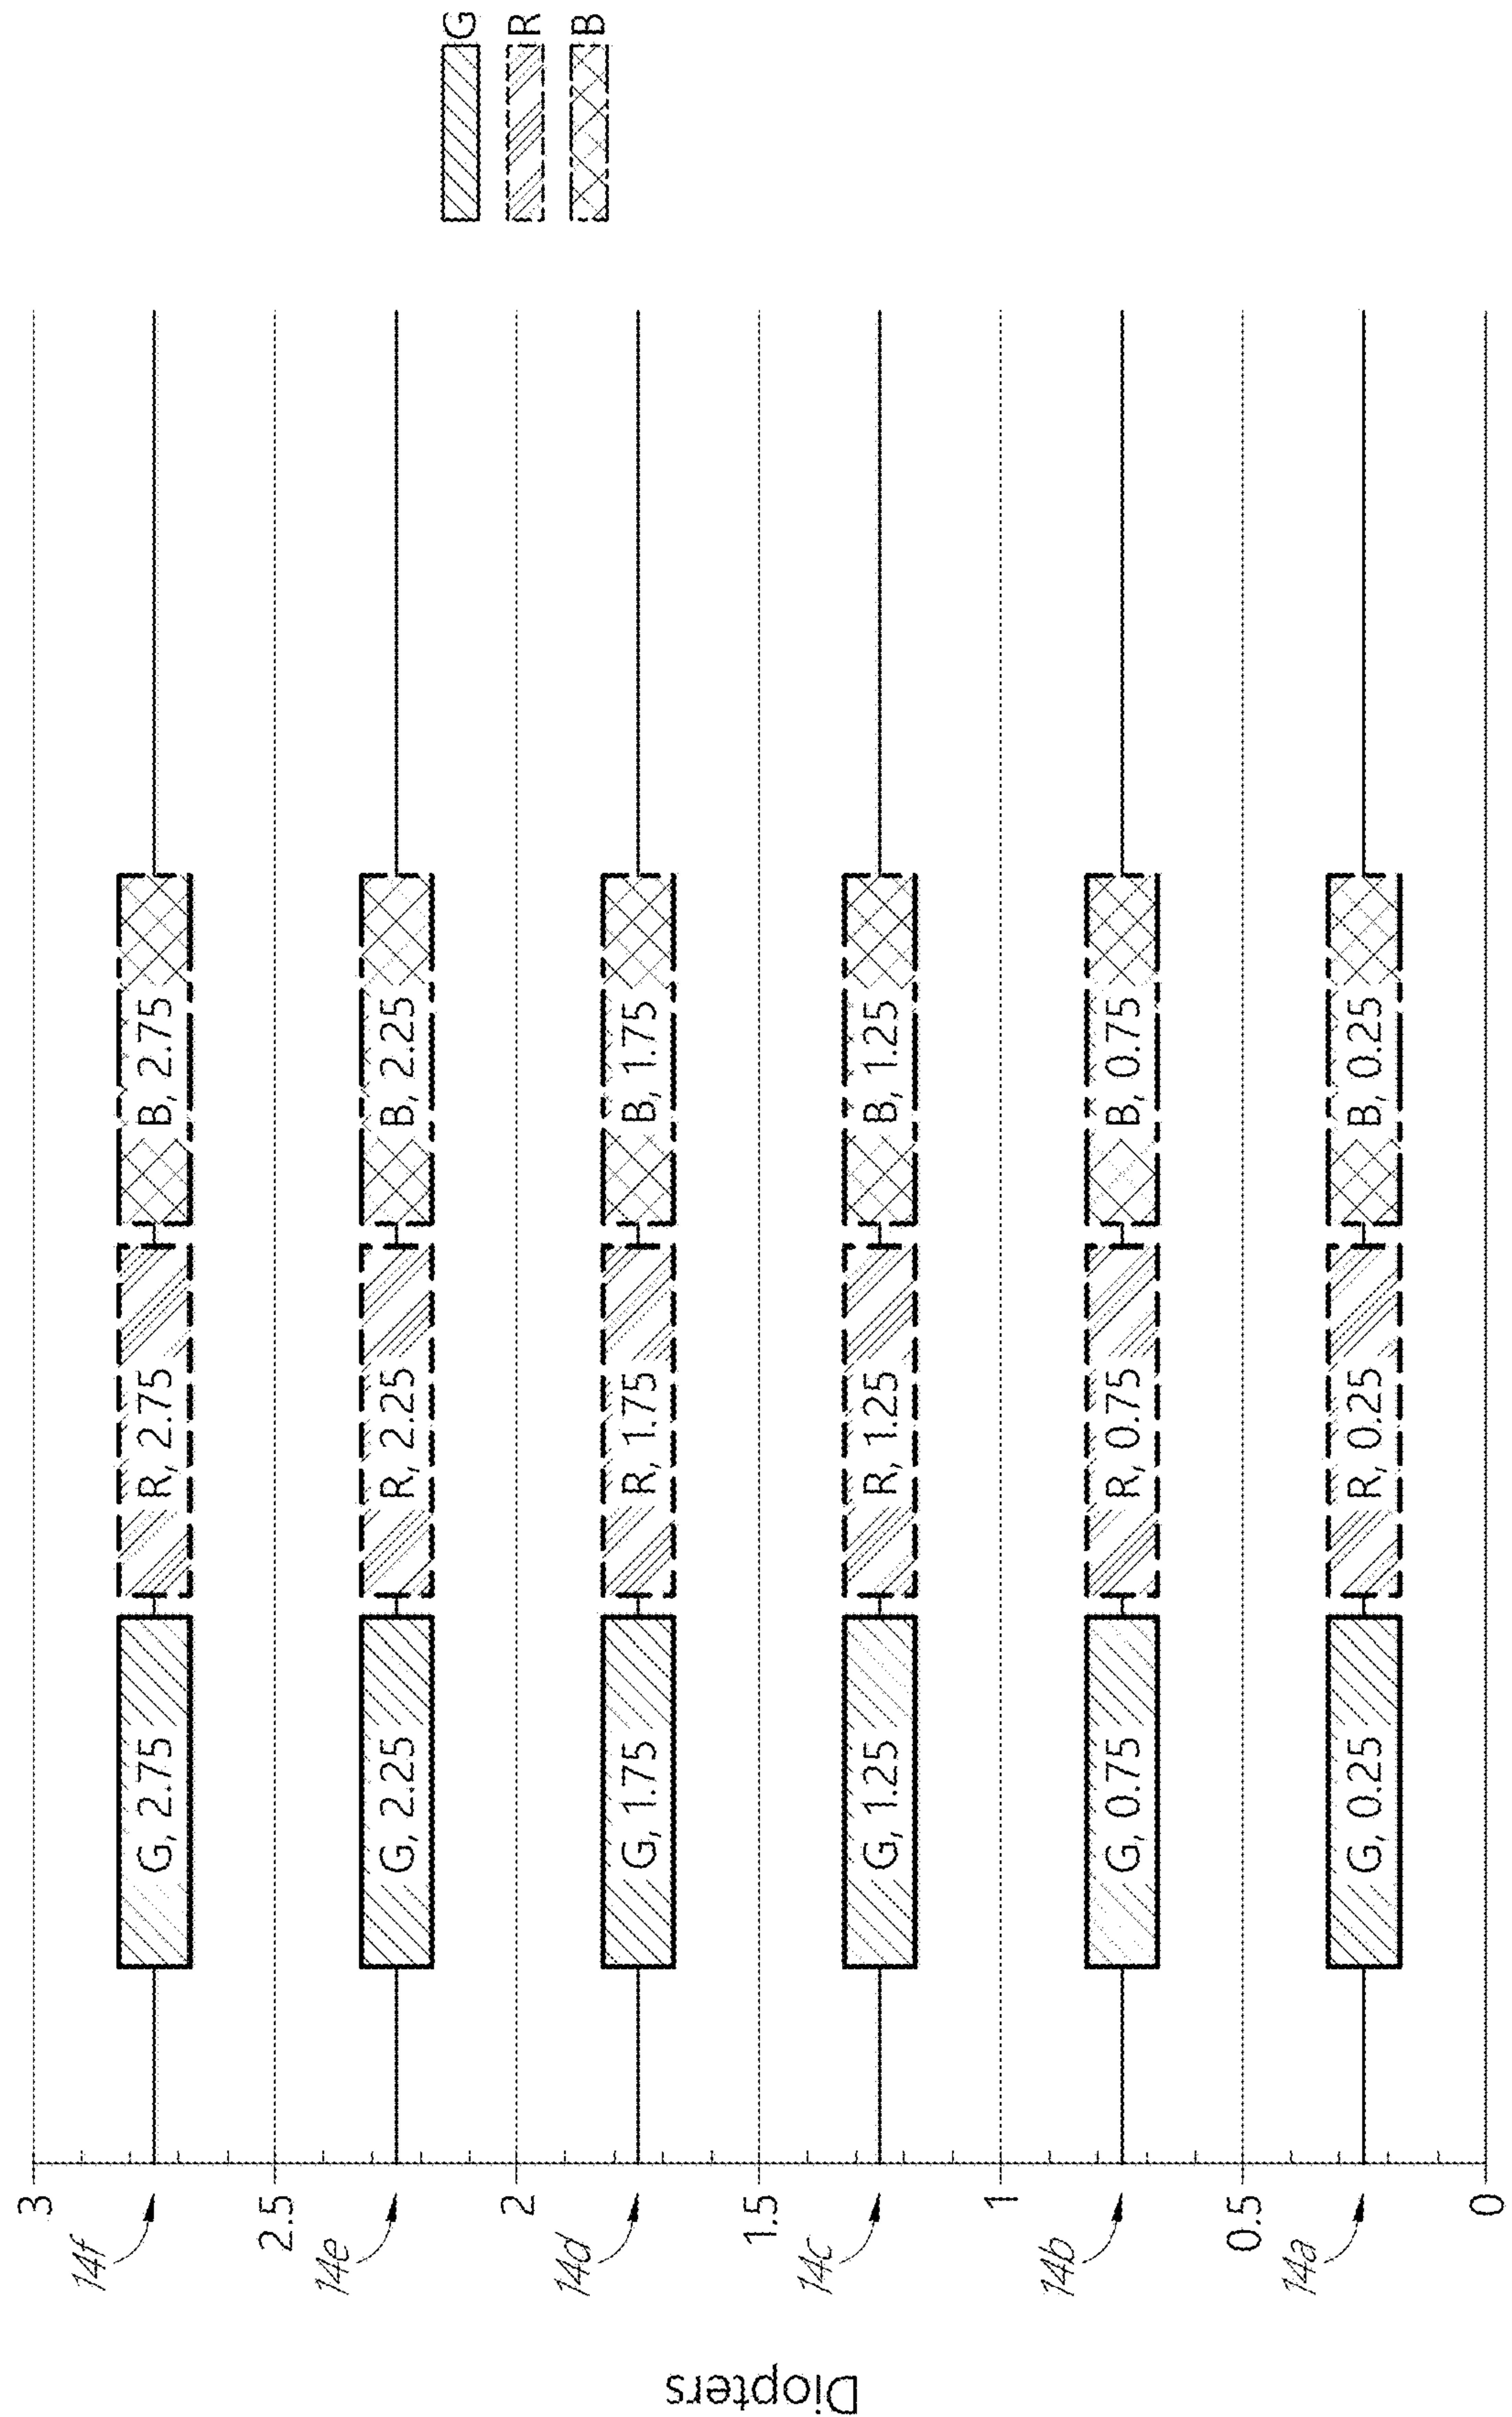 Diopters
3
14f
G, 2.75 R, 2.75 B, 2.75
2.5
14e
G, 2.25 R, 2.25 B, 2.25
2
14d
G, 1.75 R, 1.75 B, 1.75
1.5
14c
G, 1.25 R, 1.25 B, 1.25
1
14b
G, 0.75 R, 0.75 B, 0.75
0.5
14a
G, 0.25 R, 0.25 B, 0.25
0
G
R
B